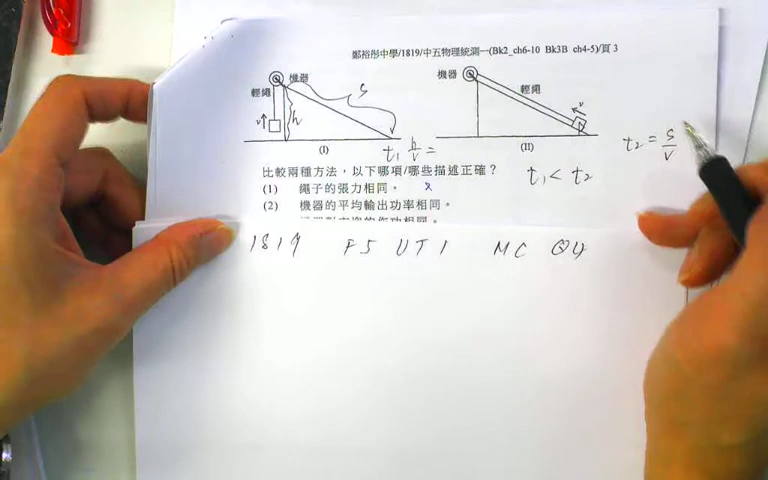 鄭裕彤中學/1819/中五物理統測一(Bk2_ch6-10 Bk3B ch4-5)/頁 3
機器
輕繩
v
h
s
(I)
機器
輕繩
v
(II)
t₁ h/v =
t₂ = s/v
t₁ < t₂
比較兩種方法，以下哪項/哪些描述正確？
(1) 繩子的張力相同。 x
(2) 機器的平均輸出功率相同。
1819 F5 UT1 MC Q4